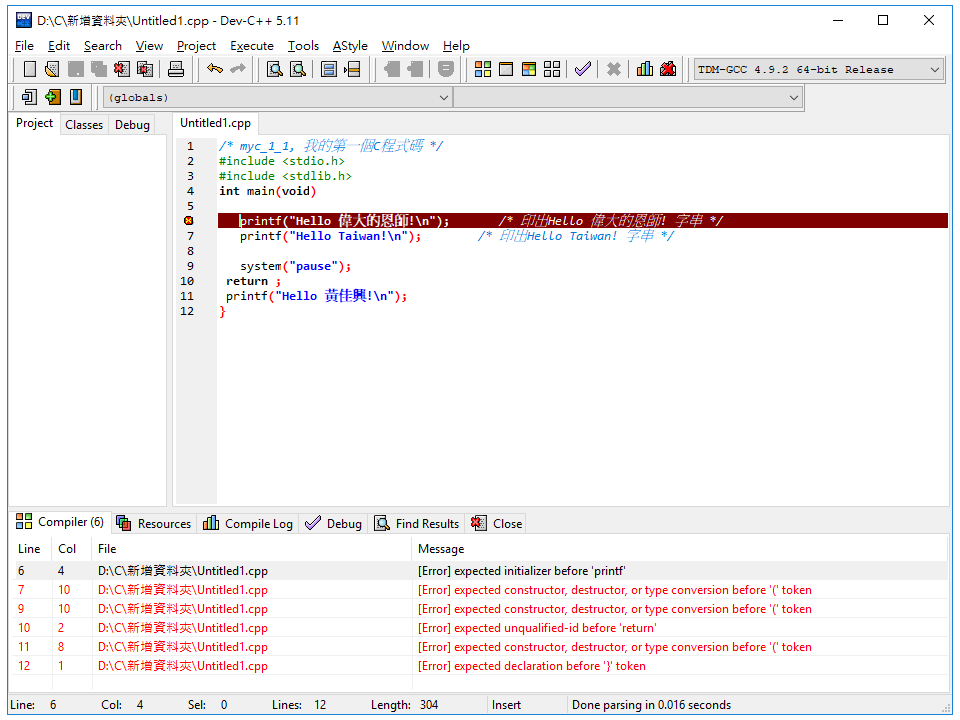 D:\C\新增資料夾\Untitled1.cpp - Dev-C++ 5.11
File Edit Search View Project Execute Tools AStyle Window Help
TDM-GCC 4.9.2 64-bit Release
(globals)
Project Classes Debug
Untitled1.cpp
1 /* myc_1_1, 我的第一個C程式碼 */
2 #include <stdio.h>
3 #include <stdlib.h>
4 int main(void)
5
printf("Hello 偉大的恩師!\n"); /* 印出Hello 偉大的恩師! 字串 */
7 printf("Hello Taiwan!\n"); /* 印出Hello Taiwan! 字串 */
8
9 system("pause");
10 return ;
11 printf("Hello 黃佳興!\n");
12 }
Compiler (6) Resources Compile Log Debug Find Results Close
Line Col File Message
6 4 D:\C\新增資料夾\Untitled1.cpp [Error] expected initializer before 'printf'
7 10 D:\C\新增資料夾\Untitled1.cpp [Error] expected constructor, destructor, or type conversion before '(' token
9 10 D:\C\新增資料夾\Untitled1.cpp [Error] expected constructor, destructor, or type conversion before '(' token
10 2 D:\C\新增資料夾\Untitled1.cpp [Error] expected unqualified-id before 'return'
11 8 D:\C\新增資料夾\Untitled1.cpp [Error] expected constructor, destructor, or type conversion before '(' token
12 1 D:\C\新增資料夾\Untitled1.cpp [Error] expected declaration before '}' token
Line: 6 Col: 4 Sel: 0 Lines: 12 Length: 304 Insert Done parsing in 0.016 seconds